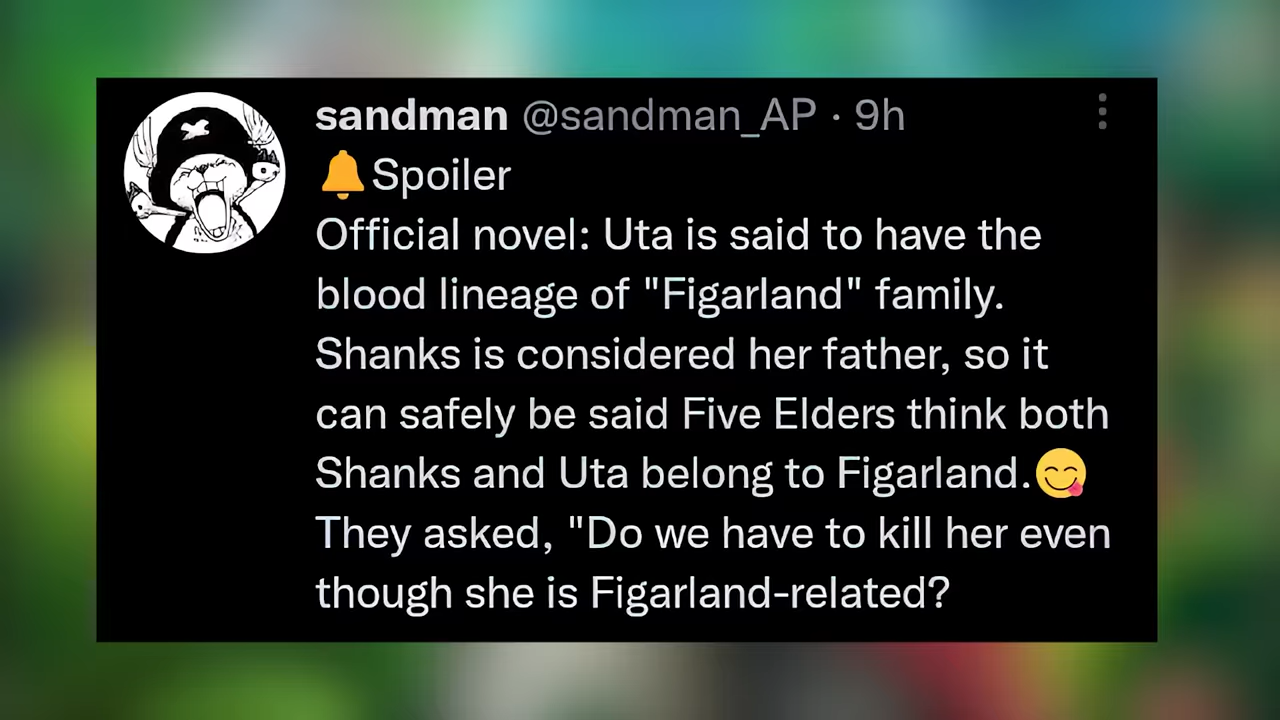 sandman @sandman_AP · 9h
🔔Spoiler
Official novel: Uta is said to have the
blood lineage of "Figarland" family.
Shanks is considered her father, so it
can safely be said Five Elders think both
Shanks and Uta belong to Figarland.😋
They asked, "Do we have to kill her even
though she is Figarland-related?